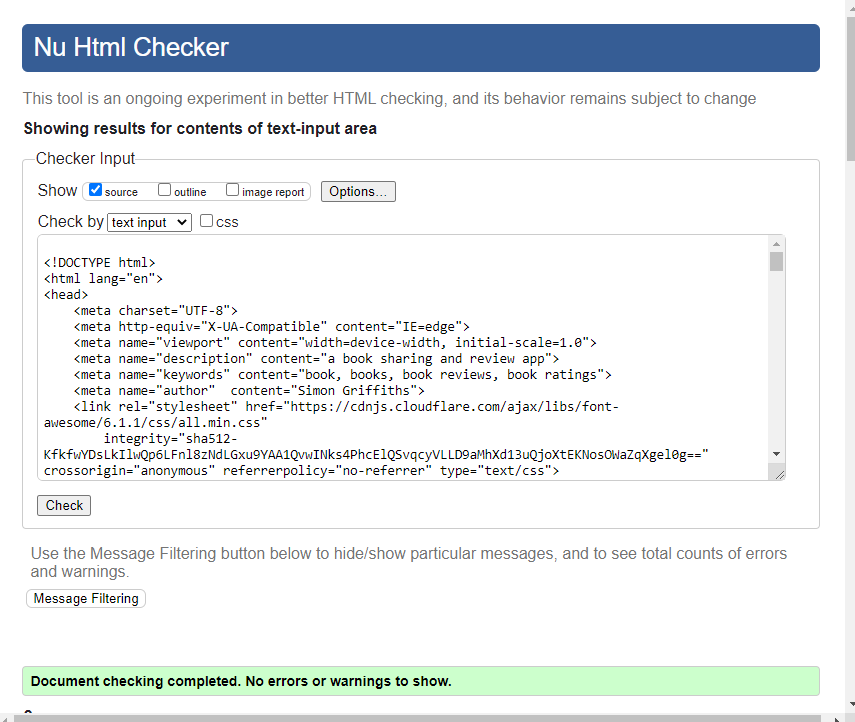 Nu Html Checker
This tool is an ongoing experiment in better HTML checking, and its behavior remains subject to change
Showing results for contents of text-input area
Checker Input
Show source outline image report Options...
Check by text input css
<!DOCTYPE html>
<html lang="en">
<head>
    <meta charset="UTF-8">
    <meta http-equiv="X-UA-Compatible" content="IE=edge">
    <meta name="viewport" content="width=device-width, initial-scale=1.0">
    <meta name="description" content="a book sharing and review app">
    <meta name="keywords" content="book, books, book reviews, book ratings">
    <meta name="author"  content="Simon Griffiths">
    <link rel="stylesheet" href="https://cdnjs.cloudflare.com/ajax/libs/font-
awesome/6.1.1/css/all.min.css"
        integrity="sha512-
KfkfwYDsLkIlwQp6LFnl8zNdLGxu9YAA1QvwINks4PhcElQSvqcyVLLD9aMhXd13uQjoXtEKNosOWaZqXgel0g=="
crossorigin="anonymous" referrerpolicy="no-referrer" type="text/css">
Check
Use the Message Filtering button below to hide/show particular messages, and to see total counts of errors
and warnings.
Message Filtering
Document checking completed. No errors or warnings to show.